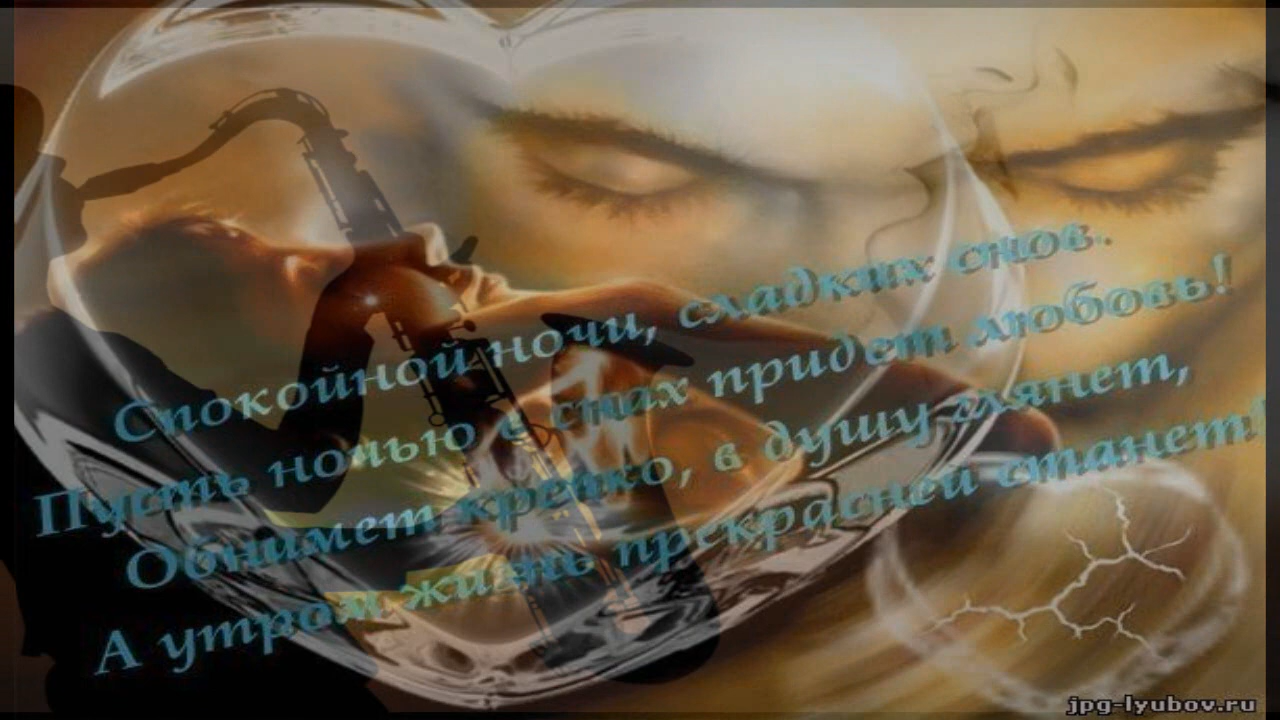 Спокойной ночи, сладких снов.
Пусть ночью в снах придет любовь!
Обнимет крепко, в душу глянет,
А утром жизнь прекрасней станет!
jpg-lyubov.ru